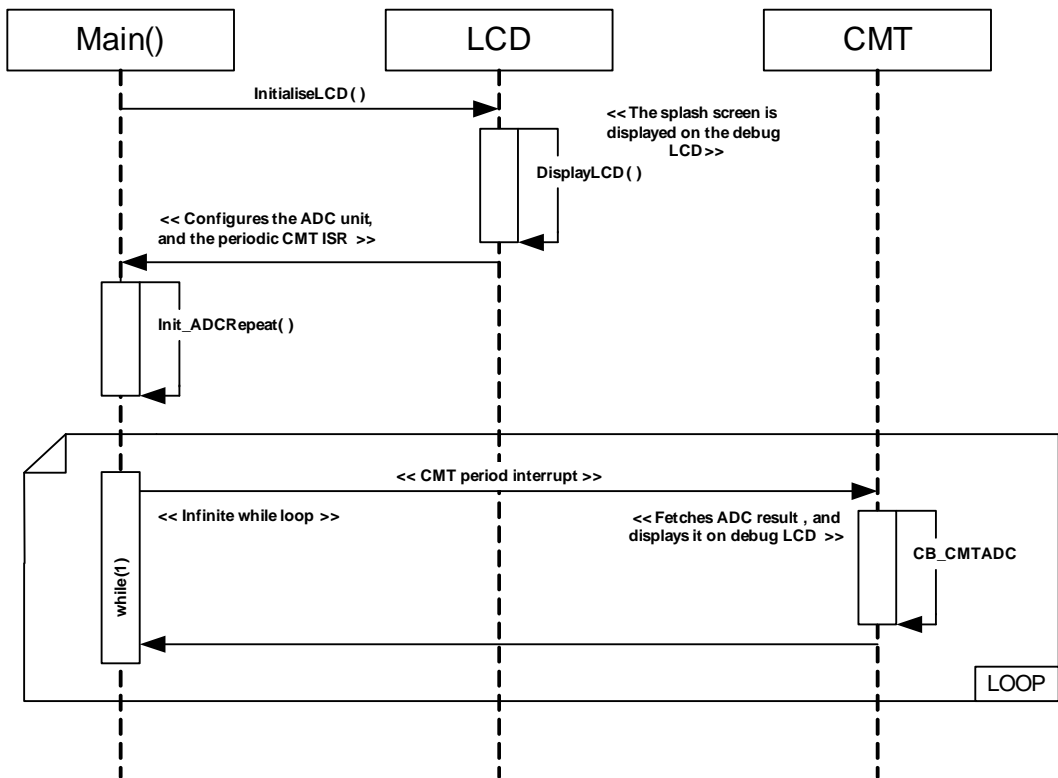 Main()
LCD
CMT
InitialiseLCD( )
<< The splash screen is
displayed on the debug
LCD>>
DisplayLCD( )
<< Configures the ADC unit,
and the periodic CMT ISR >>
Init_ADCRepeat( )
<< CMT period interrupt >>
<< Infinite while loop >>
<< Fetches ADC result , and
displays it on debug LCD >>
CB_CMTADC
while(1)
LOOP